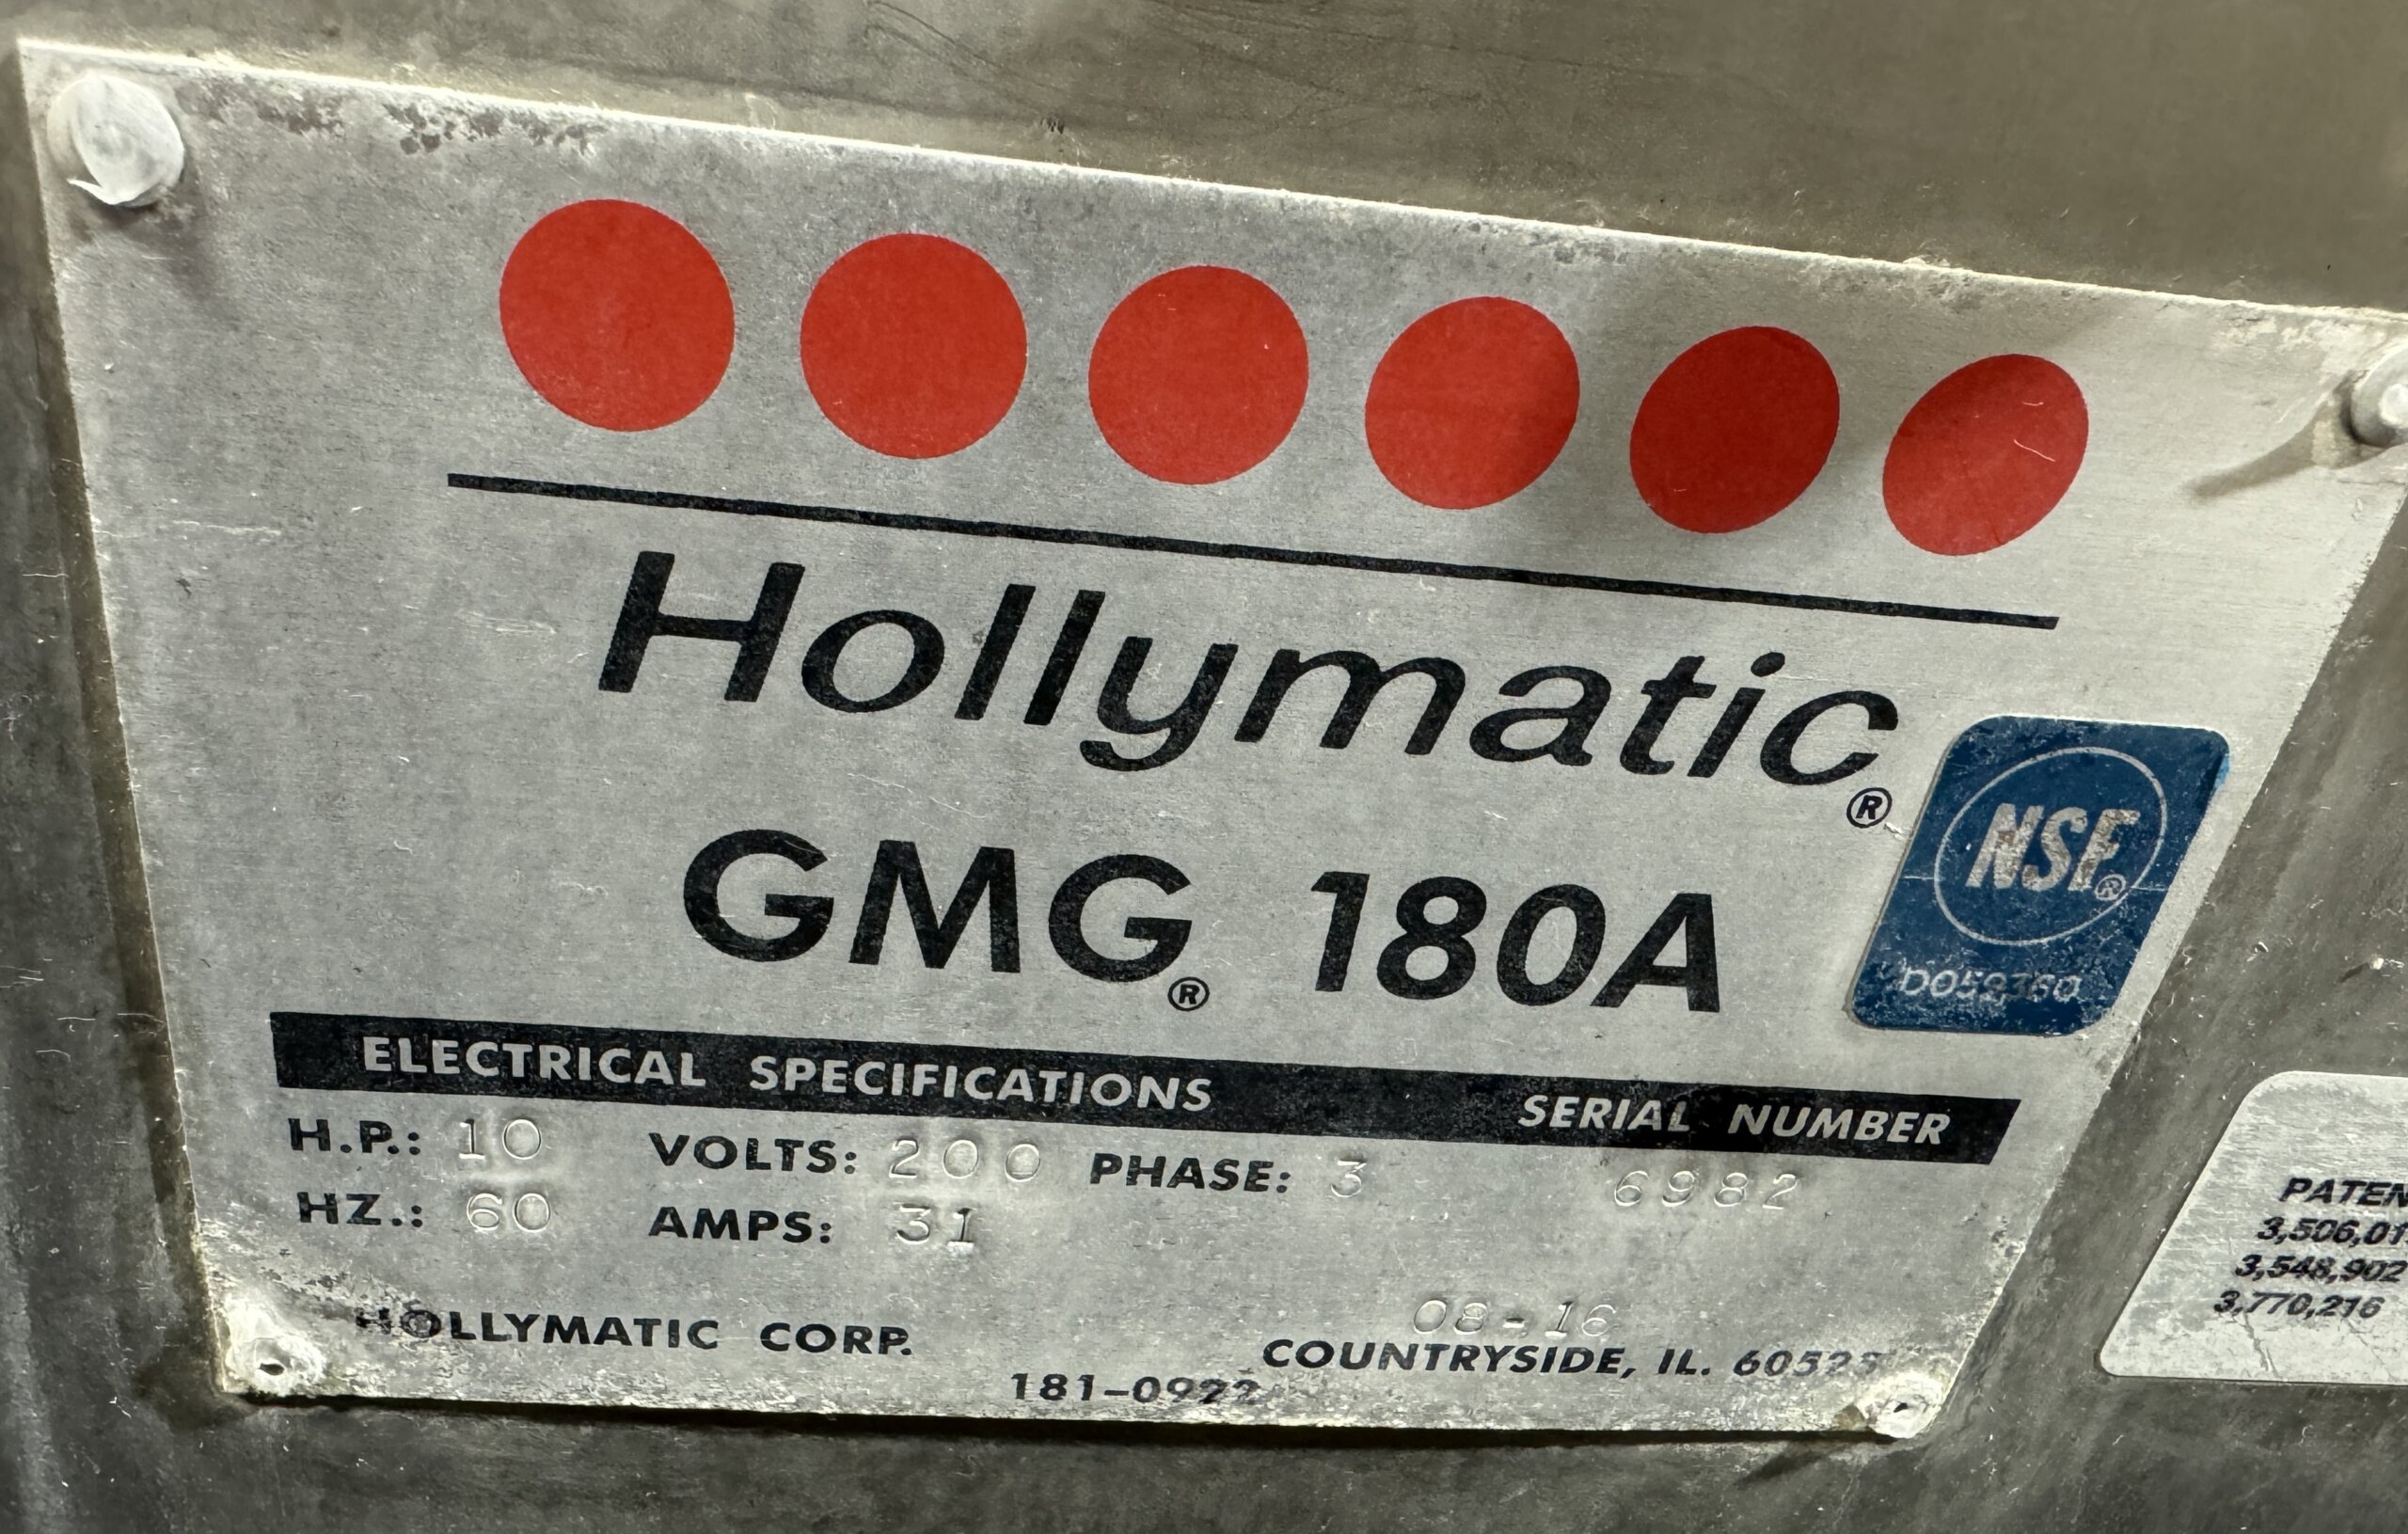 Hollymatic®
GMG® 180A
NSF®
ELECTRICAL SPECIFICATIONS SERIAL NUMBER
H.P.: 10 VOLTS: 200 PHASE: 3 6982
HZ.: 60 AMPS: 31
08-16
HOLLYMATIC CORP. COUNTRYSIDE, IL. 60525
181-0922
3,548,902
3,770,216